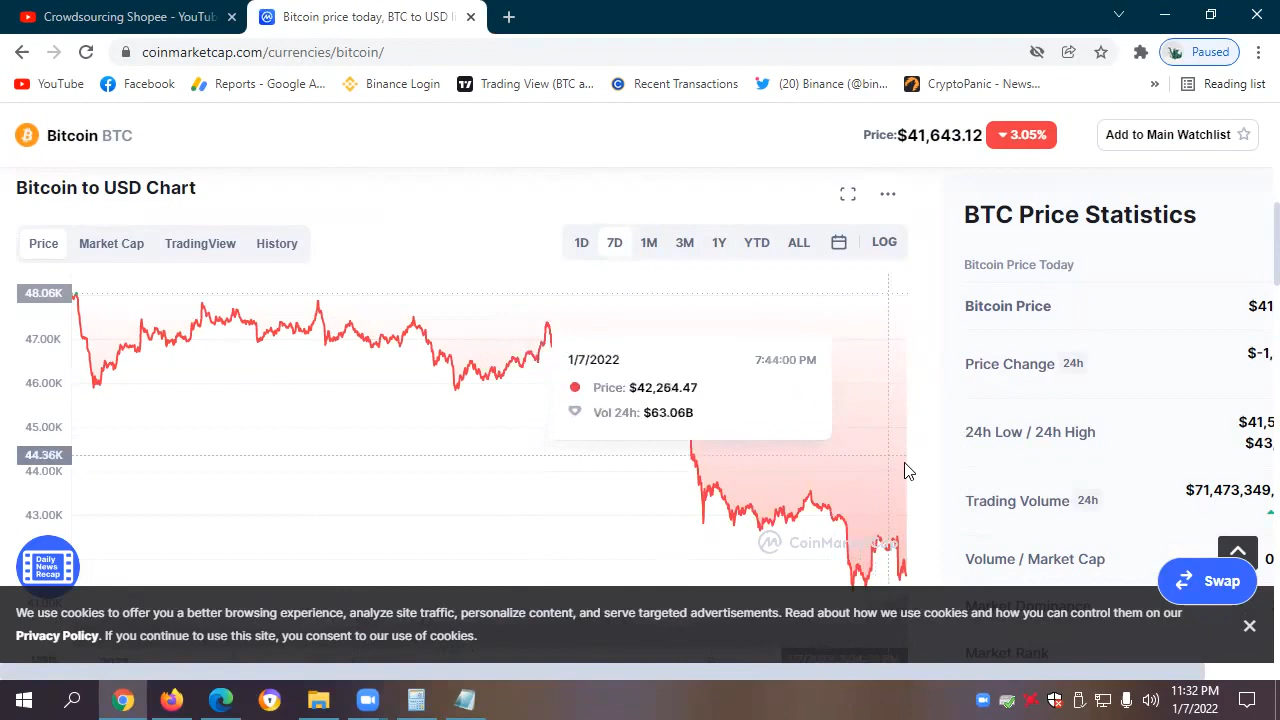 Crowdsourcing Shopee - YouTub
Bitcoin price today, BTC to USD li
coinmarketcap.com/currencies/bitcoin/
Paused
YouTube
Facebook
Reports - Google A...
Binance Login
Trading View (BTC a...
Recent Transactions
(20) Binance (@bin...
CryptoPanic - News...
»
Reading list
Bitcoin BTC
Price:$41,643.12
3.05%
Add to Main Watchlist
Bitcoin to USD Chart
Price
Market Cap
TradingView
History
1D
7D
1M
3M
1Y
YTD
ALL
LOG
48.06K
47.00K
46.00K
45.00K
44.36K
44.00K
43.00K
1/7/2022
7:44:00 PM
Price: $42,264.47
Vol 24h: $63.06B
BTC Price Statistics
Bitcoin Price Today
Bitcoin Price
$41
Price Change 24h
$-1,
24h Low / 24h High
$41,5
$43,
Trading Volume 24h
$71,473,349,
Volume / Market Cap
0
Market Dominance
Market Rank
Swap
Daily
News
Recap
We use cookies to offer you a better browsing experience, analyze site traffic, personalize content, and serve targeted advertisements. Read about how we use cookies and how you can control them on our
Privacy Policy. If you continue to use this site, you consent to our use of cookies.
11:32 PM
1/7/2022